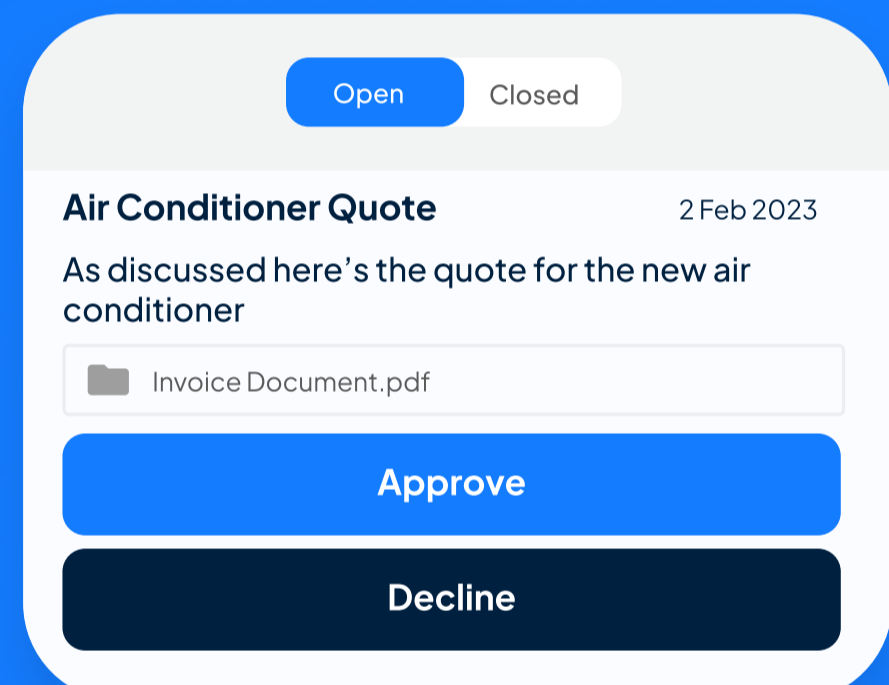 Open Closed
Air Conditioner Quote 2 Feb 2023
As discussed here’s the quote for the new air
conditioner
Invoice Document.pdf
Approve
Decline